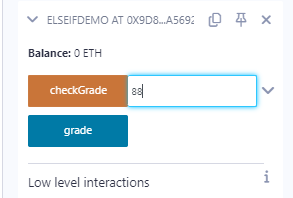 ELSEIFDEMO AT 0X9D8...A5692
Balance: 0 ETH
checkGrade 88
grade
Low level interactions i